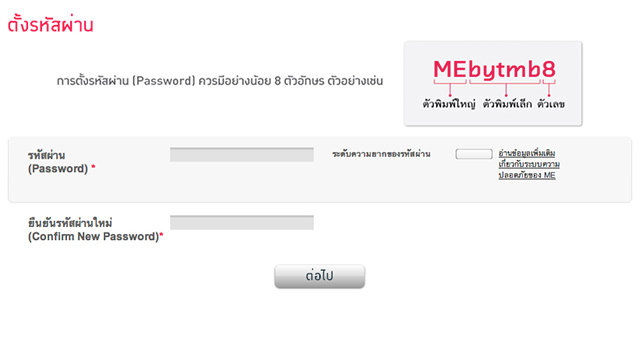 ตั้งรหัสผ่าน
การตั้งรหัสผ่าน (Password) ควรมีอย่างน้อย 8 ตัวอักษร ตัวอย่างเช่น
MEbytmb8
ตัวพิมพ์ใหญ่ ตัวพิมพ์เล็ก ตัวเลข
รหัสผ่าน
(Password) *
ระดับความยากของรหัสผ่าน
อ่านข้อมูลเพิ่มเติม
เกี่ยวกับระบบความ
ปลอดภัยของ ME
ยืนยันรหัสผ่านใหม่
(Confirm New Password)*
ต่อไป